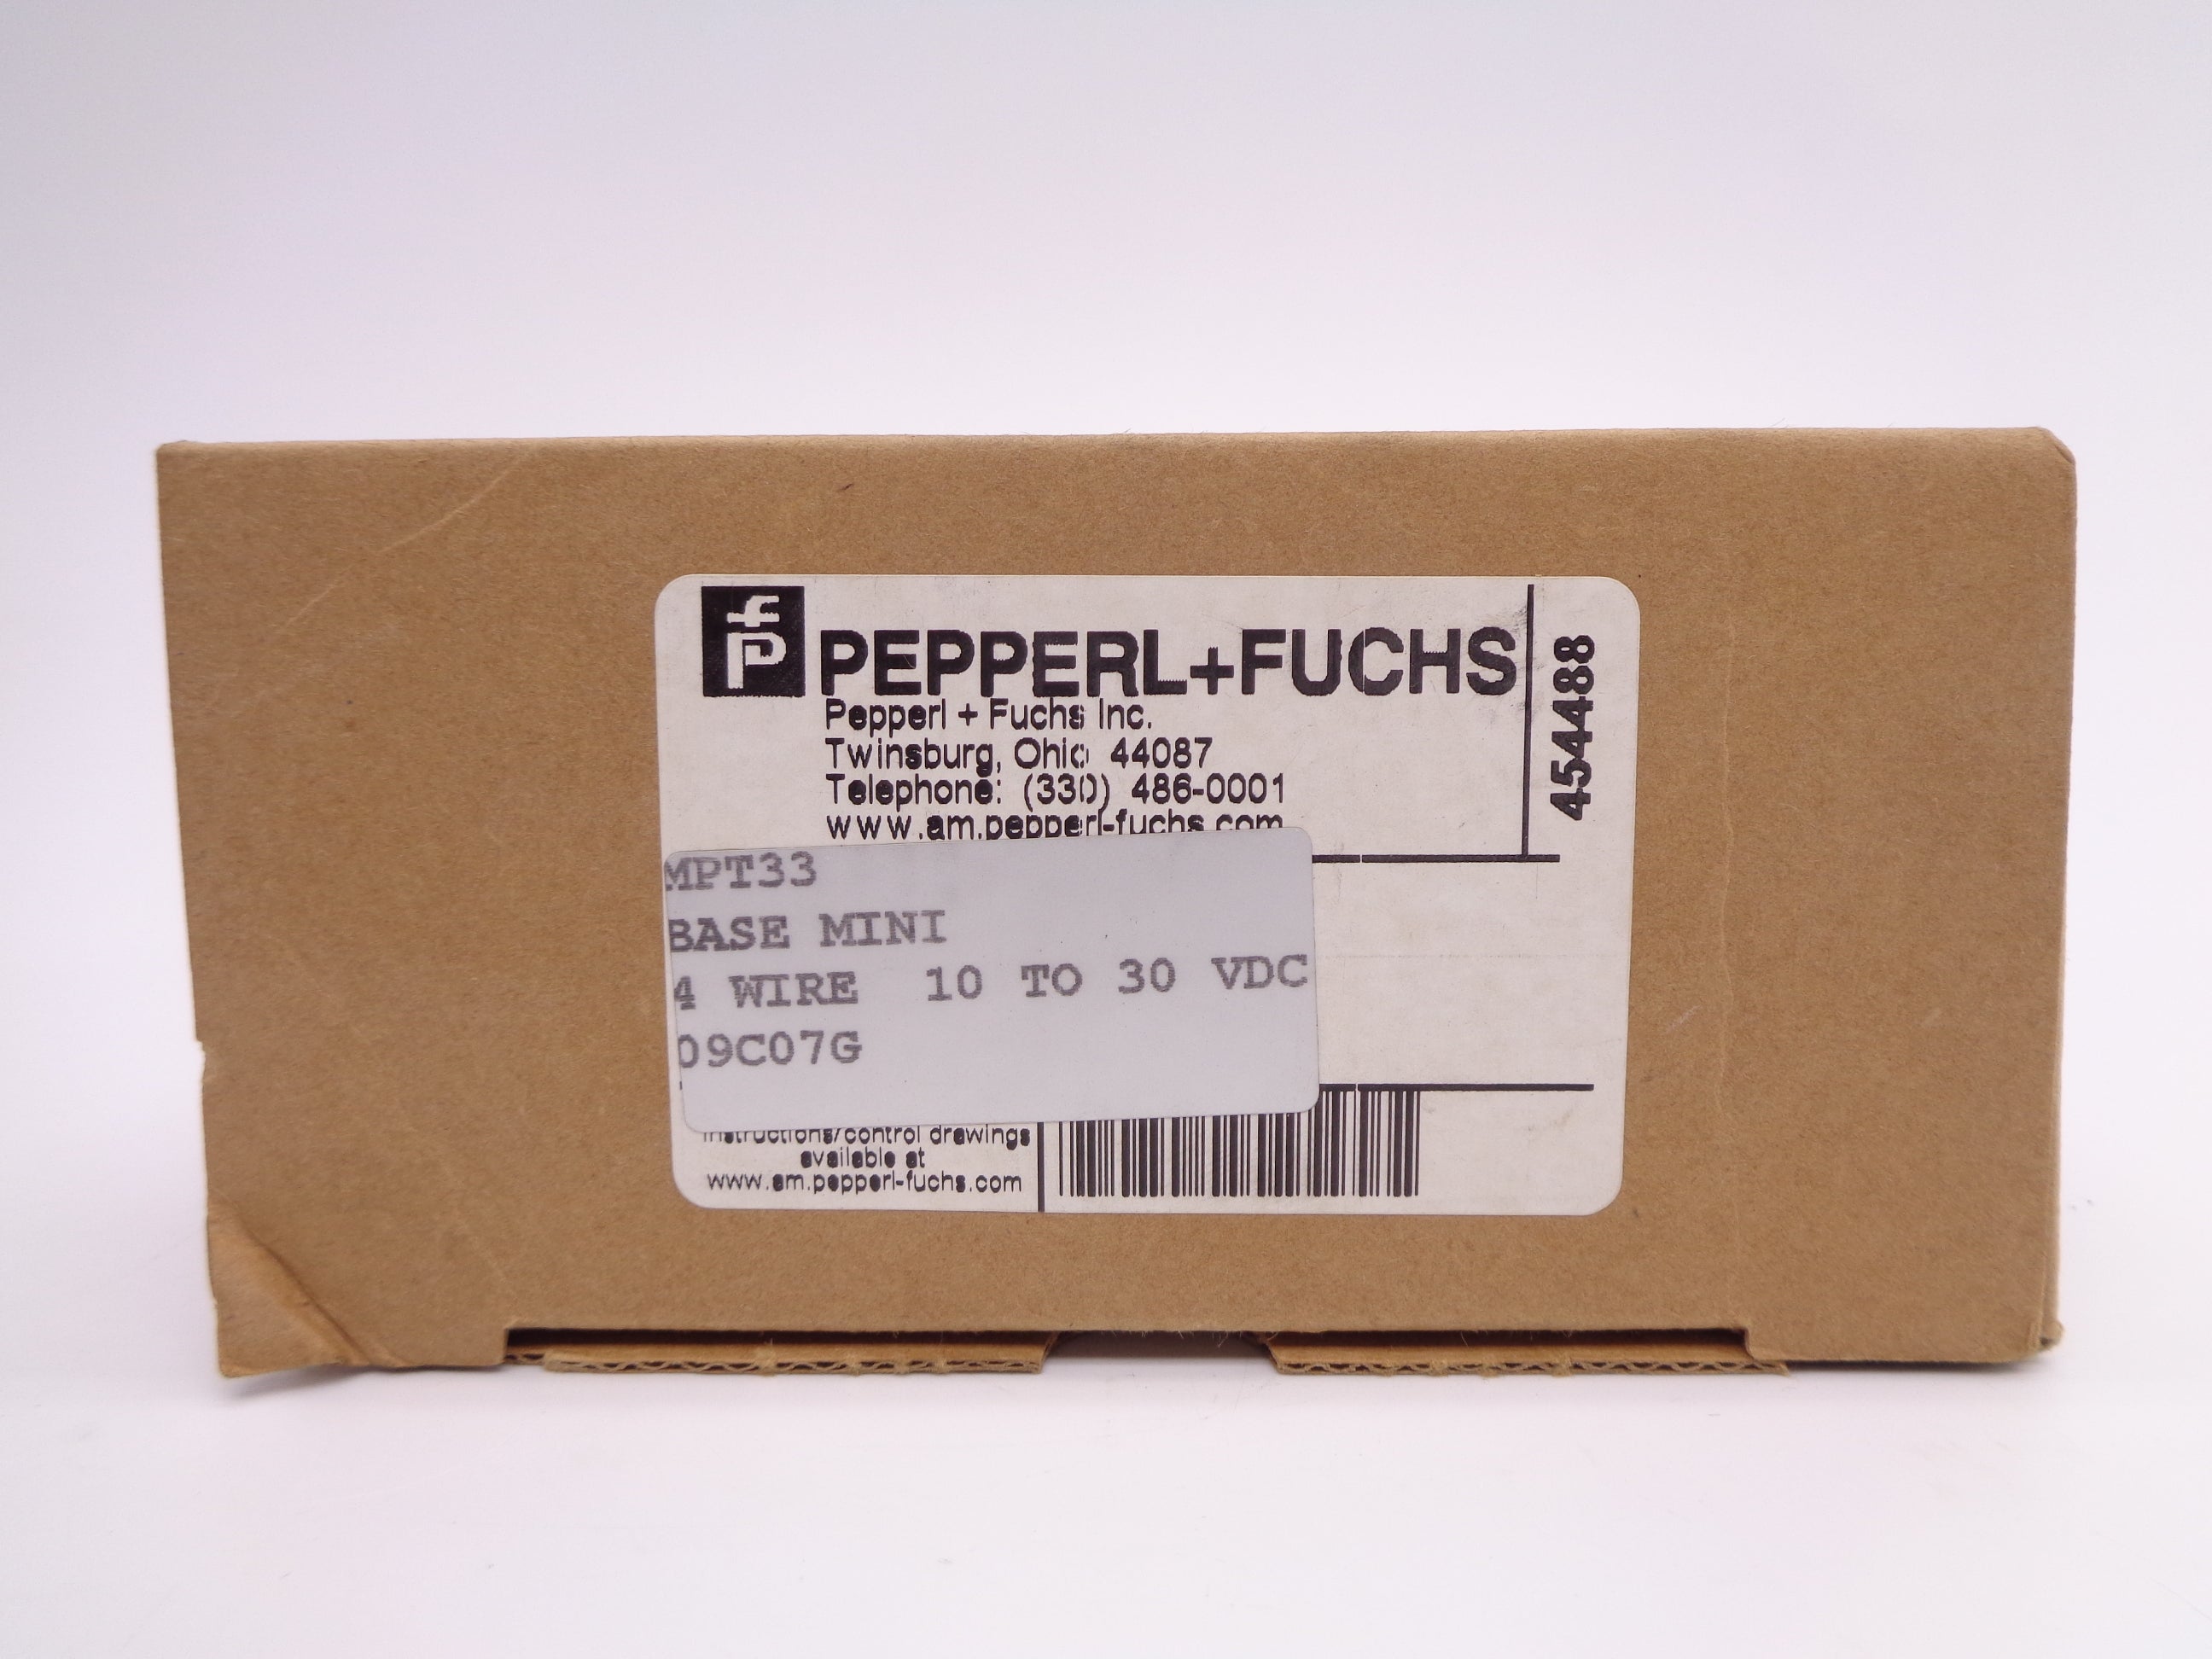 fp PEPPERL+FUCHS
Pepperl + Fuchs Inc.
Twinsburg, Ohio 44087
Telephone: (330) 486-0001
www.am.pepperl-fuchs.com
454488
MPT33
BASE MINI
4 WIRE 10 TO 30 VDC
09C07G
instructions/control drawings
available at
www.am.pepperl-fuchs.com